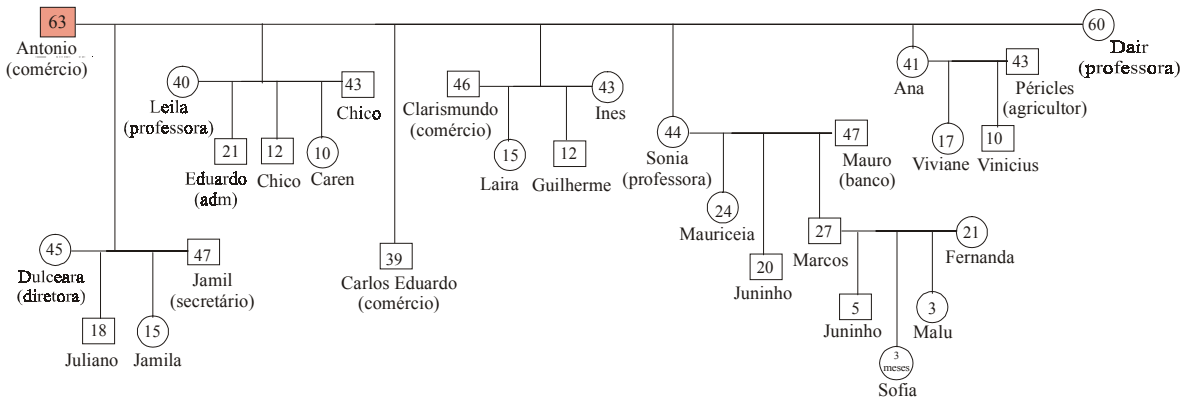 63
Antonio
(comércio)
60
Dair
(professora)
40
Leila
(professora)
43
Chico
21
Eduardo
(adm)
12
Chico
10
Caren
46
Clarismundo
(comércio)
43
Ines
15
Laira
12
Guilherme
44
Sonia
(professora)
47
Mauro
(banco)
41
Ana
43
Péricles
(agricultor)
17
Viviane
10
Vinicius
24
Mauriceia
20
Juninho
27
Marcos
21
Fernanda
5
Juninho
3
meses
Sofia
3
Malu
45
Dulceara
(diretora)
47
Jamil
(secretário)
18
Juliano
15
Jamila
39
Carlos Eduardo
(comércio)